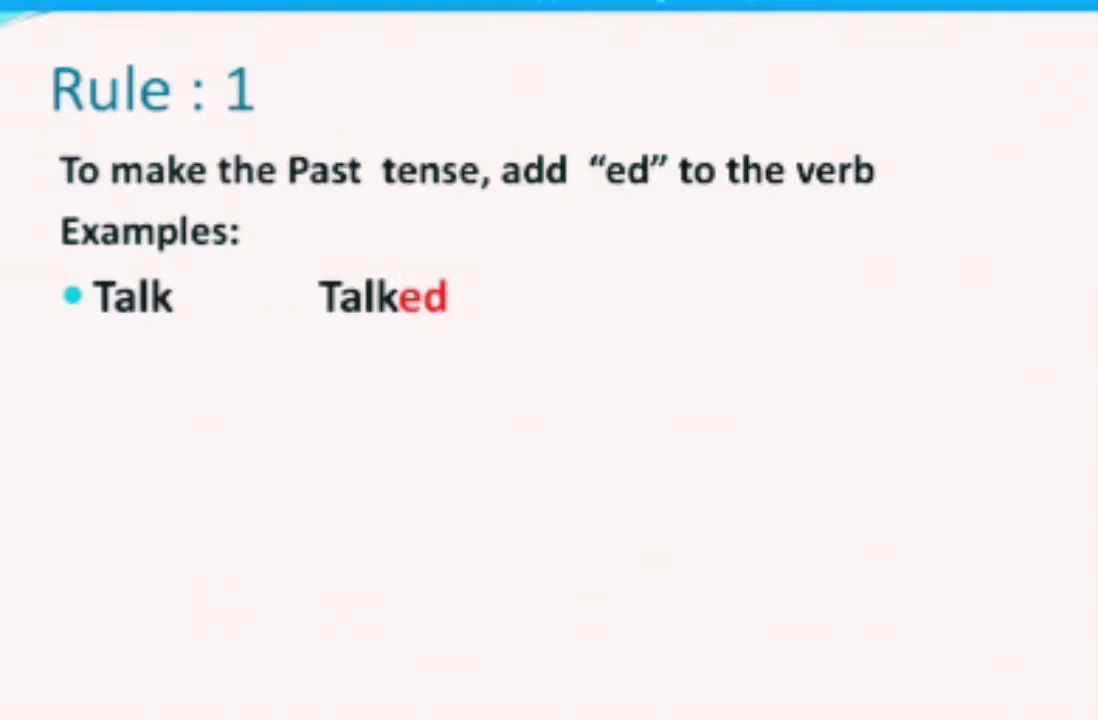 Rule : 1
To make the Past tense, add “ed” to the verb
Examples:
Talk Talked